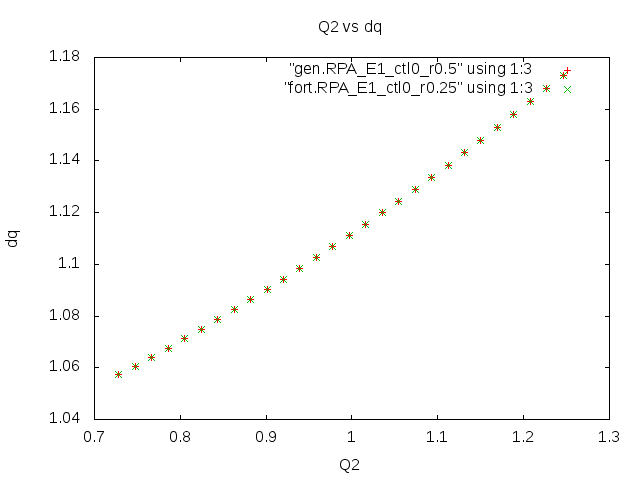 Q2 vs dq
1.18
"gen.RPA_E1_ctl0_r0.5" using 1:3
"fort.RPA_E1_ctl0_r0.25" using 1:3
1.16
1.14
1.12
dq
1.1
1.08
1.06
1.04
0.7 0.8 0.9 1 1.1 1.2 1.3
Q2